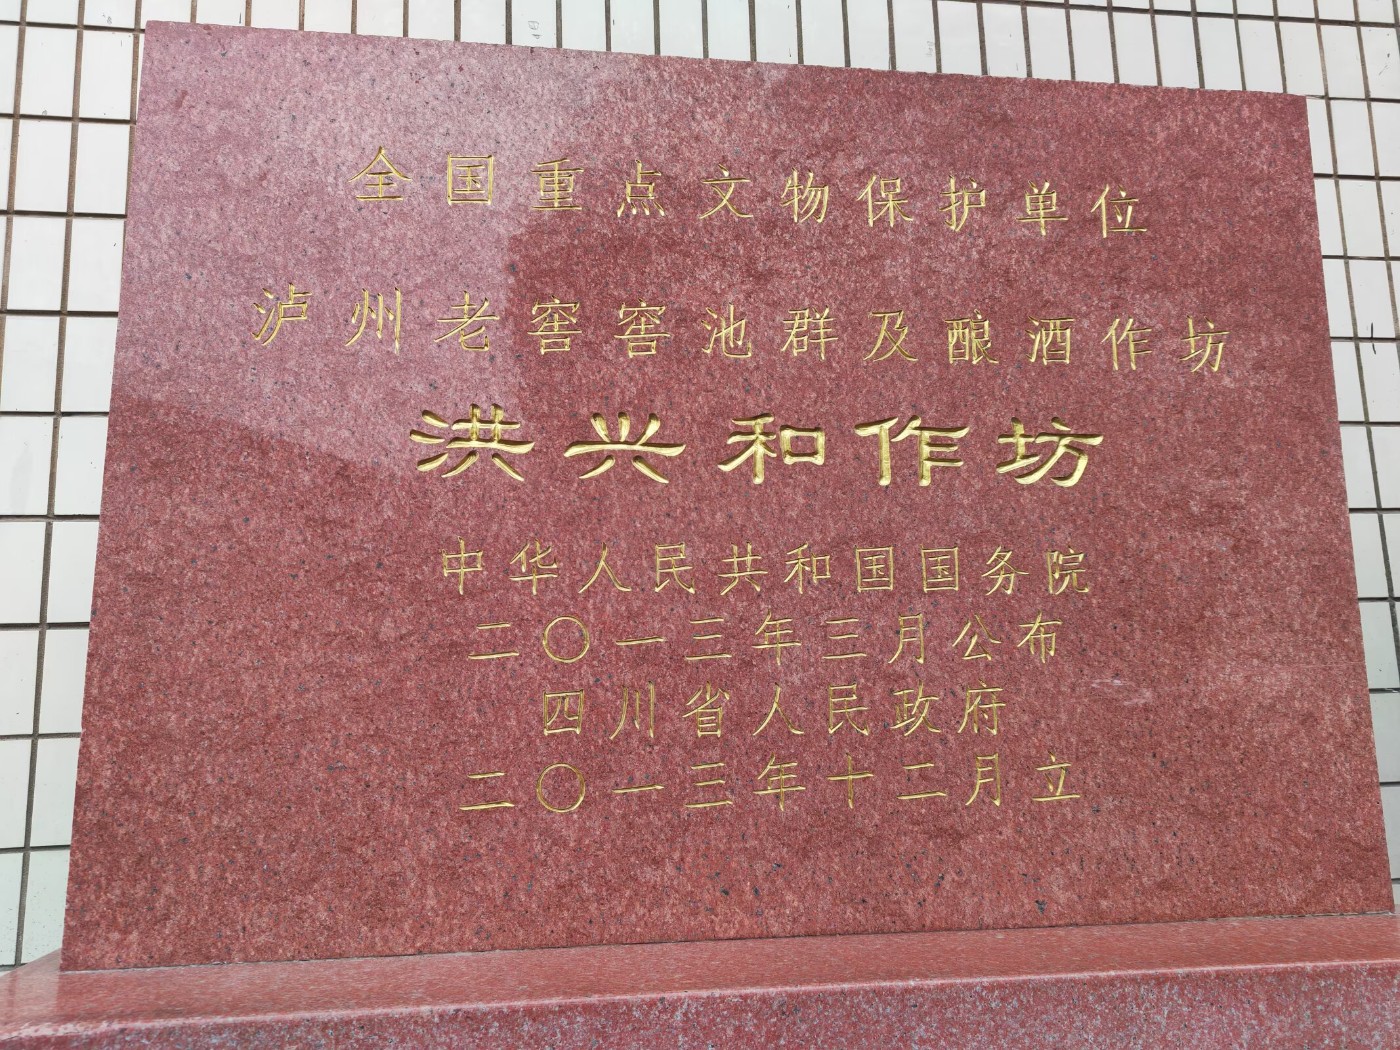 全国重点文物保护单位
泸州老窖窖池群及酿酒作坊
洪兴和作坊
中华人民共和国国务院
二〇一三年三月公布
四川省人民政府
二〇一三年十二月立